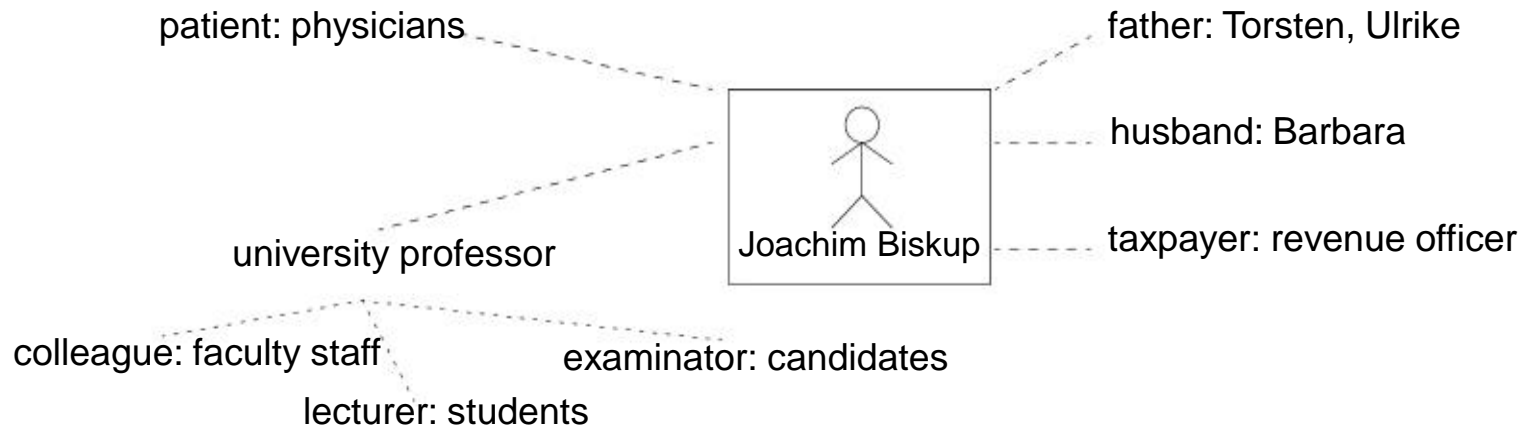 patient: physicians
father: Torsten, Ulrike
husband: Barbara
university professor
Joachim Biskup
taxpayer: revenue officer
colleague: faculty staff
examinator: candidates
lecturer: students